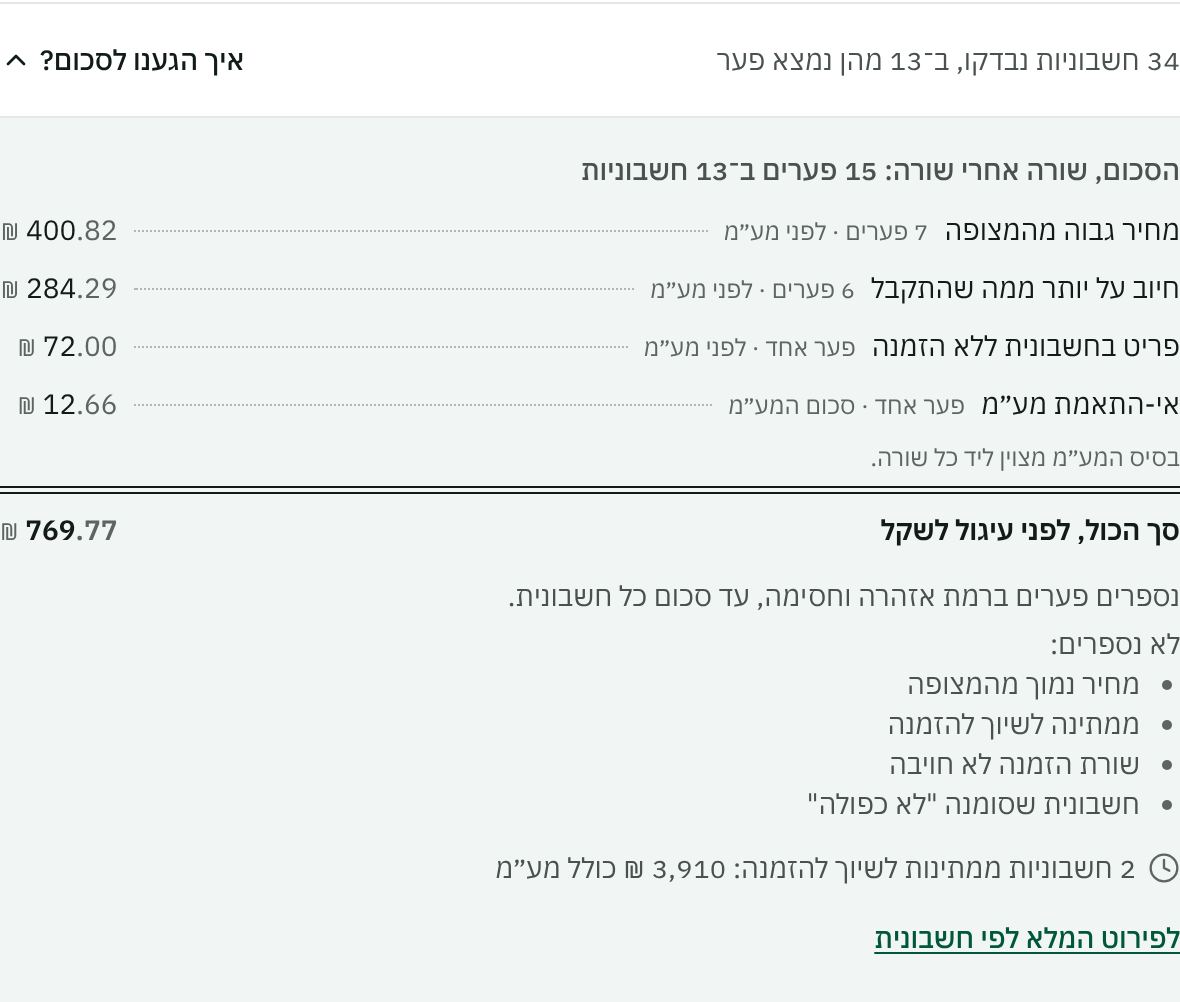 34 חשבוניות נבדקו, ב־13 מהן נמצא פער
איך הגענו לסכום?
הסכום, שורה אחרי שורה: 15 פערים ב־13 חשבוניות
מחיר גבוה מהמצופה 7 פערים · לפני מע״מ 400.82 ₪
חיוב על יותר ממה שהתקבל 6 פערים · לפני מע״מ 284.29 ₪
פריט בחשבונית ללא הזמנה פער אחד · לפני מע״מ 72.00 ₪
אי-התאמת מע״מ פער אחד · סכום המע״מ 12.66 ₪
בסיס המע״מ מצוין ליד כל שורה.
סך הכול, לפני עיגול לשקל 769.77 ₪
נספרים פערים ברמת אזהרה וחסימה, עד סכום כל חשבונית.
לא נספרים:
• מחיר נמוך מהמצופה
• ממתינה לשיוך להזמנה
• שורת הזמנה לא חויבה
• חשבונית שסומנה "לא כפולה"
2 חשבוניות ממתינות לשיוך להזמנה: 3,910 ₪ כולל מע״מ
לפירוט המלא לפי חשבונית